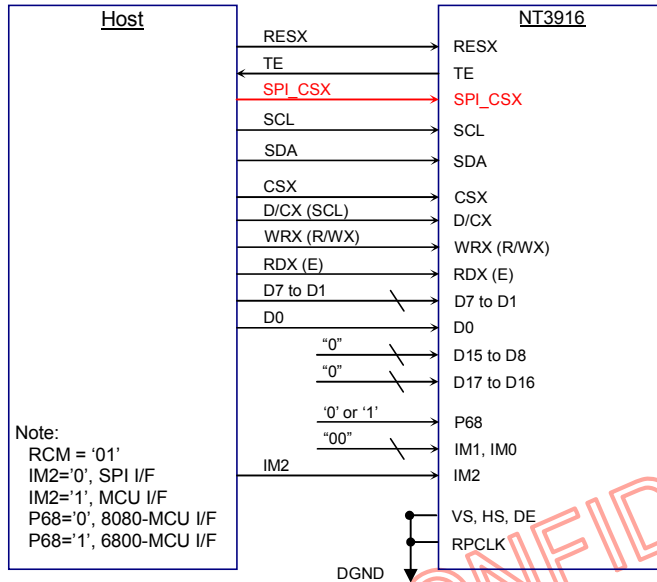 Host
NT3916
RESX
RESX
TE
TE
SPI_CSX
SPI_CSX
SCL
SCL
SDA
SDA
CSX
CSX
D/CX (SCL)
D/CX
WRX (R/WX)
WRX (R/WX)
RDX (E)
RDX (E)
D7 to D1
D7 to D1
D0
D0
“0”
D15 to D8
“0”
D17 to D16
‘0’ or ‘1’
P68
“00”
IM1, IM0
IM2
IM2
Note:
RCM = ‘01’
IM2=’0’, SPI I/F
IM2=’1’, MCU I/F
P68=’0’, 8080-MCU I/F
P68=’1’, 6800-MCU I/F
VS, HS, DE
RPCLK
DGND